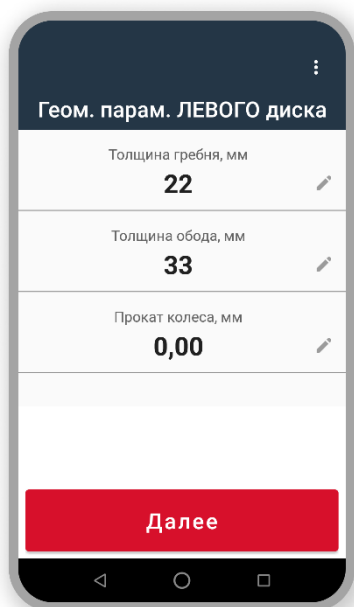 Геом. парам. ЛЕВОГО диска
Толщина гребня, мм
22
Толщина обода, мм
33
Прокат колеса, мм
0,00
Далее